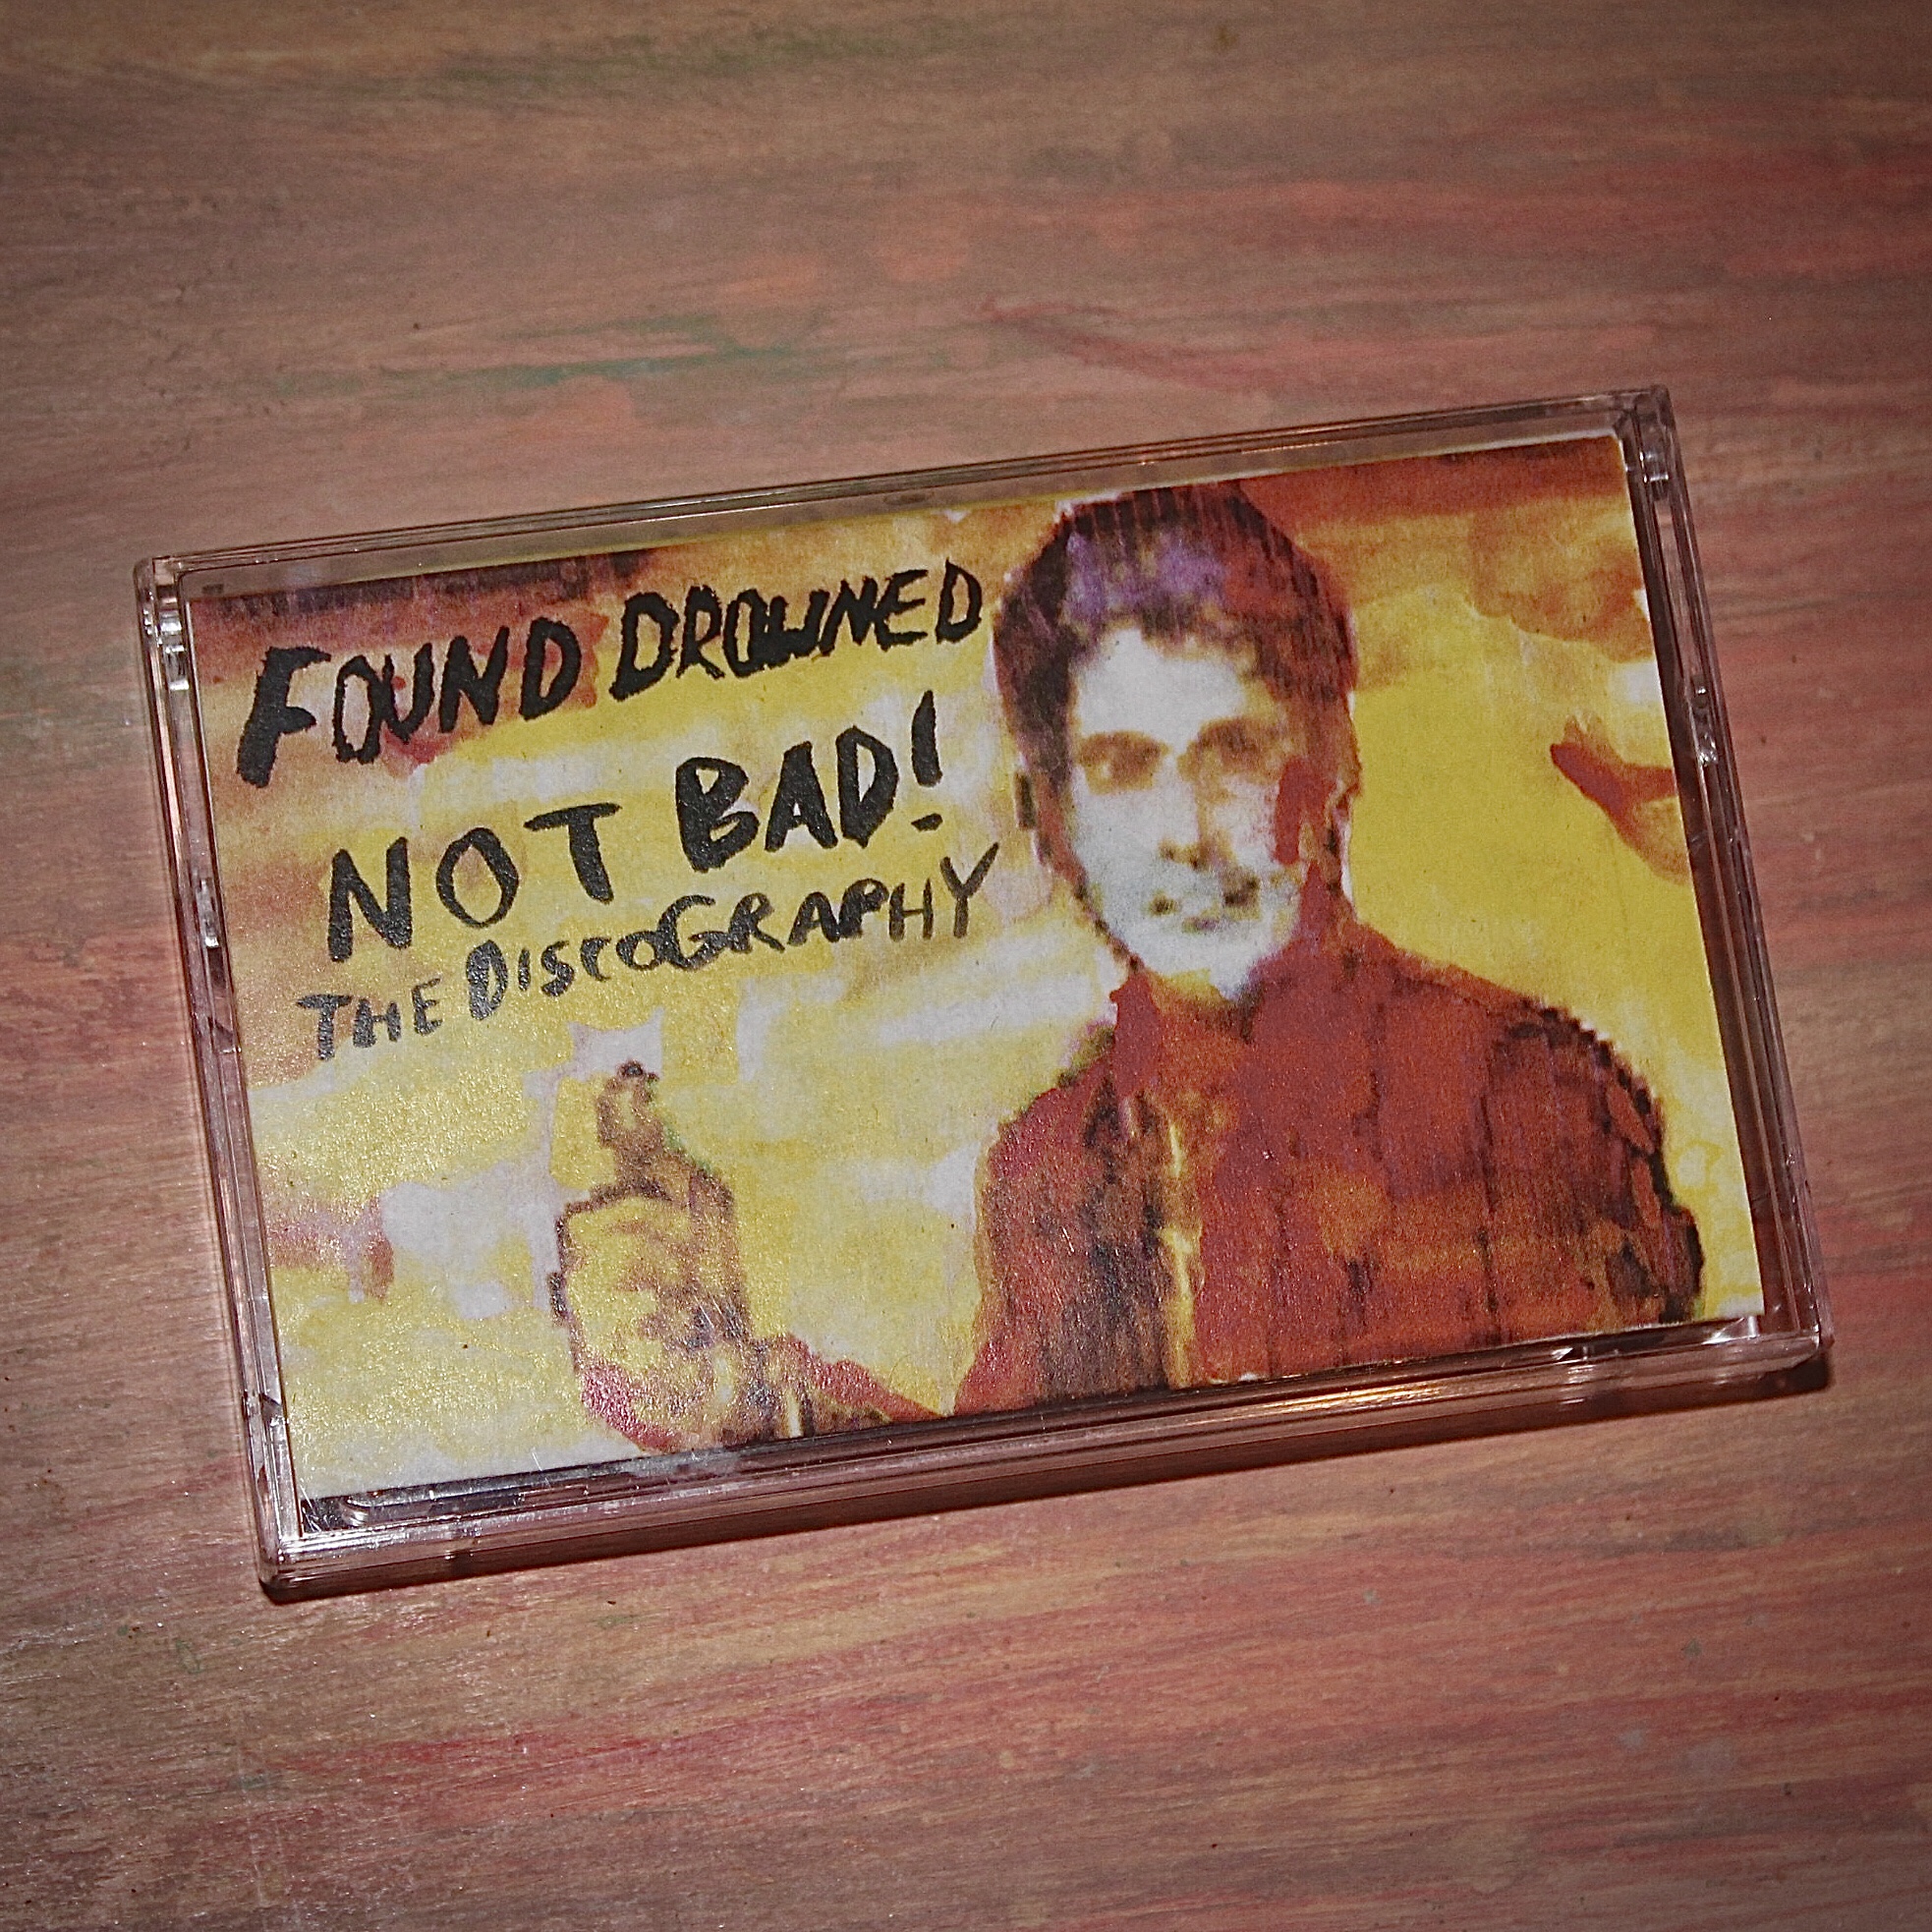 FOUND DROWNED
NOT BAD!
THE DISCOGRAPHY